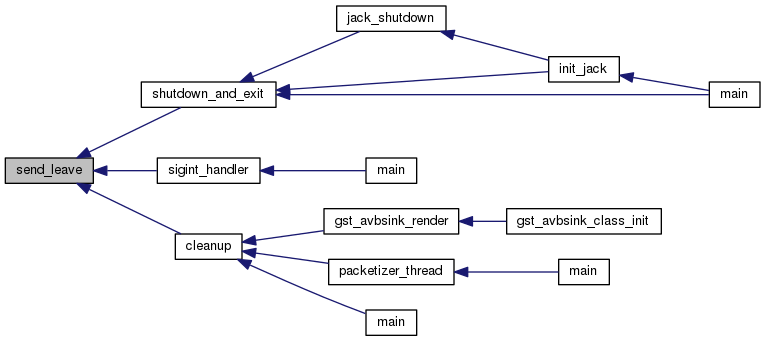 jack_shutdown
init_jack
shutdown_and_exit
main
send_leave
sigint_handler
main
gst_avbsink_render
gst_avbsink_class_init
cleanup
packetizer_thread
main
main